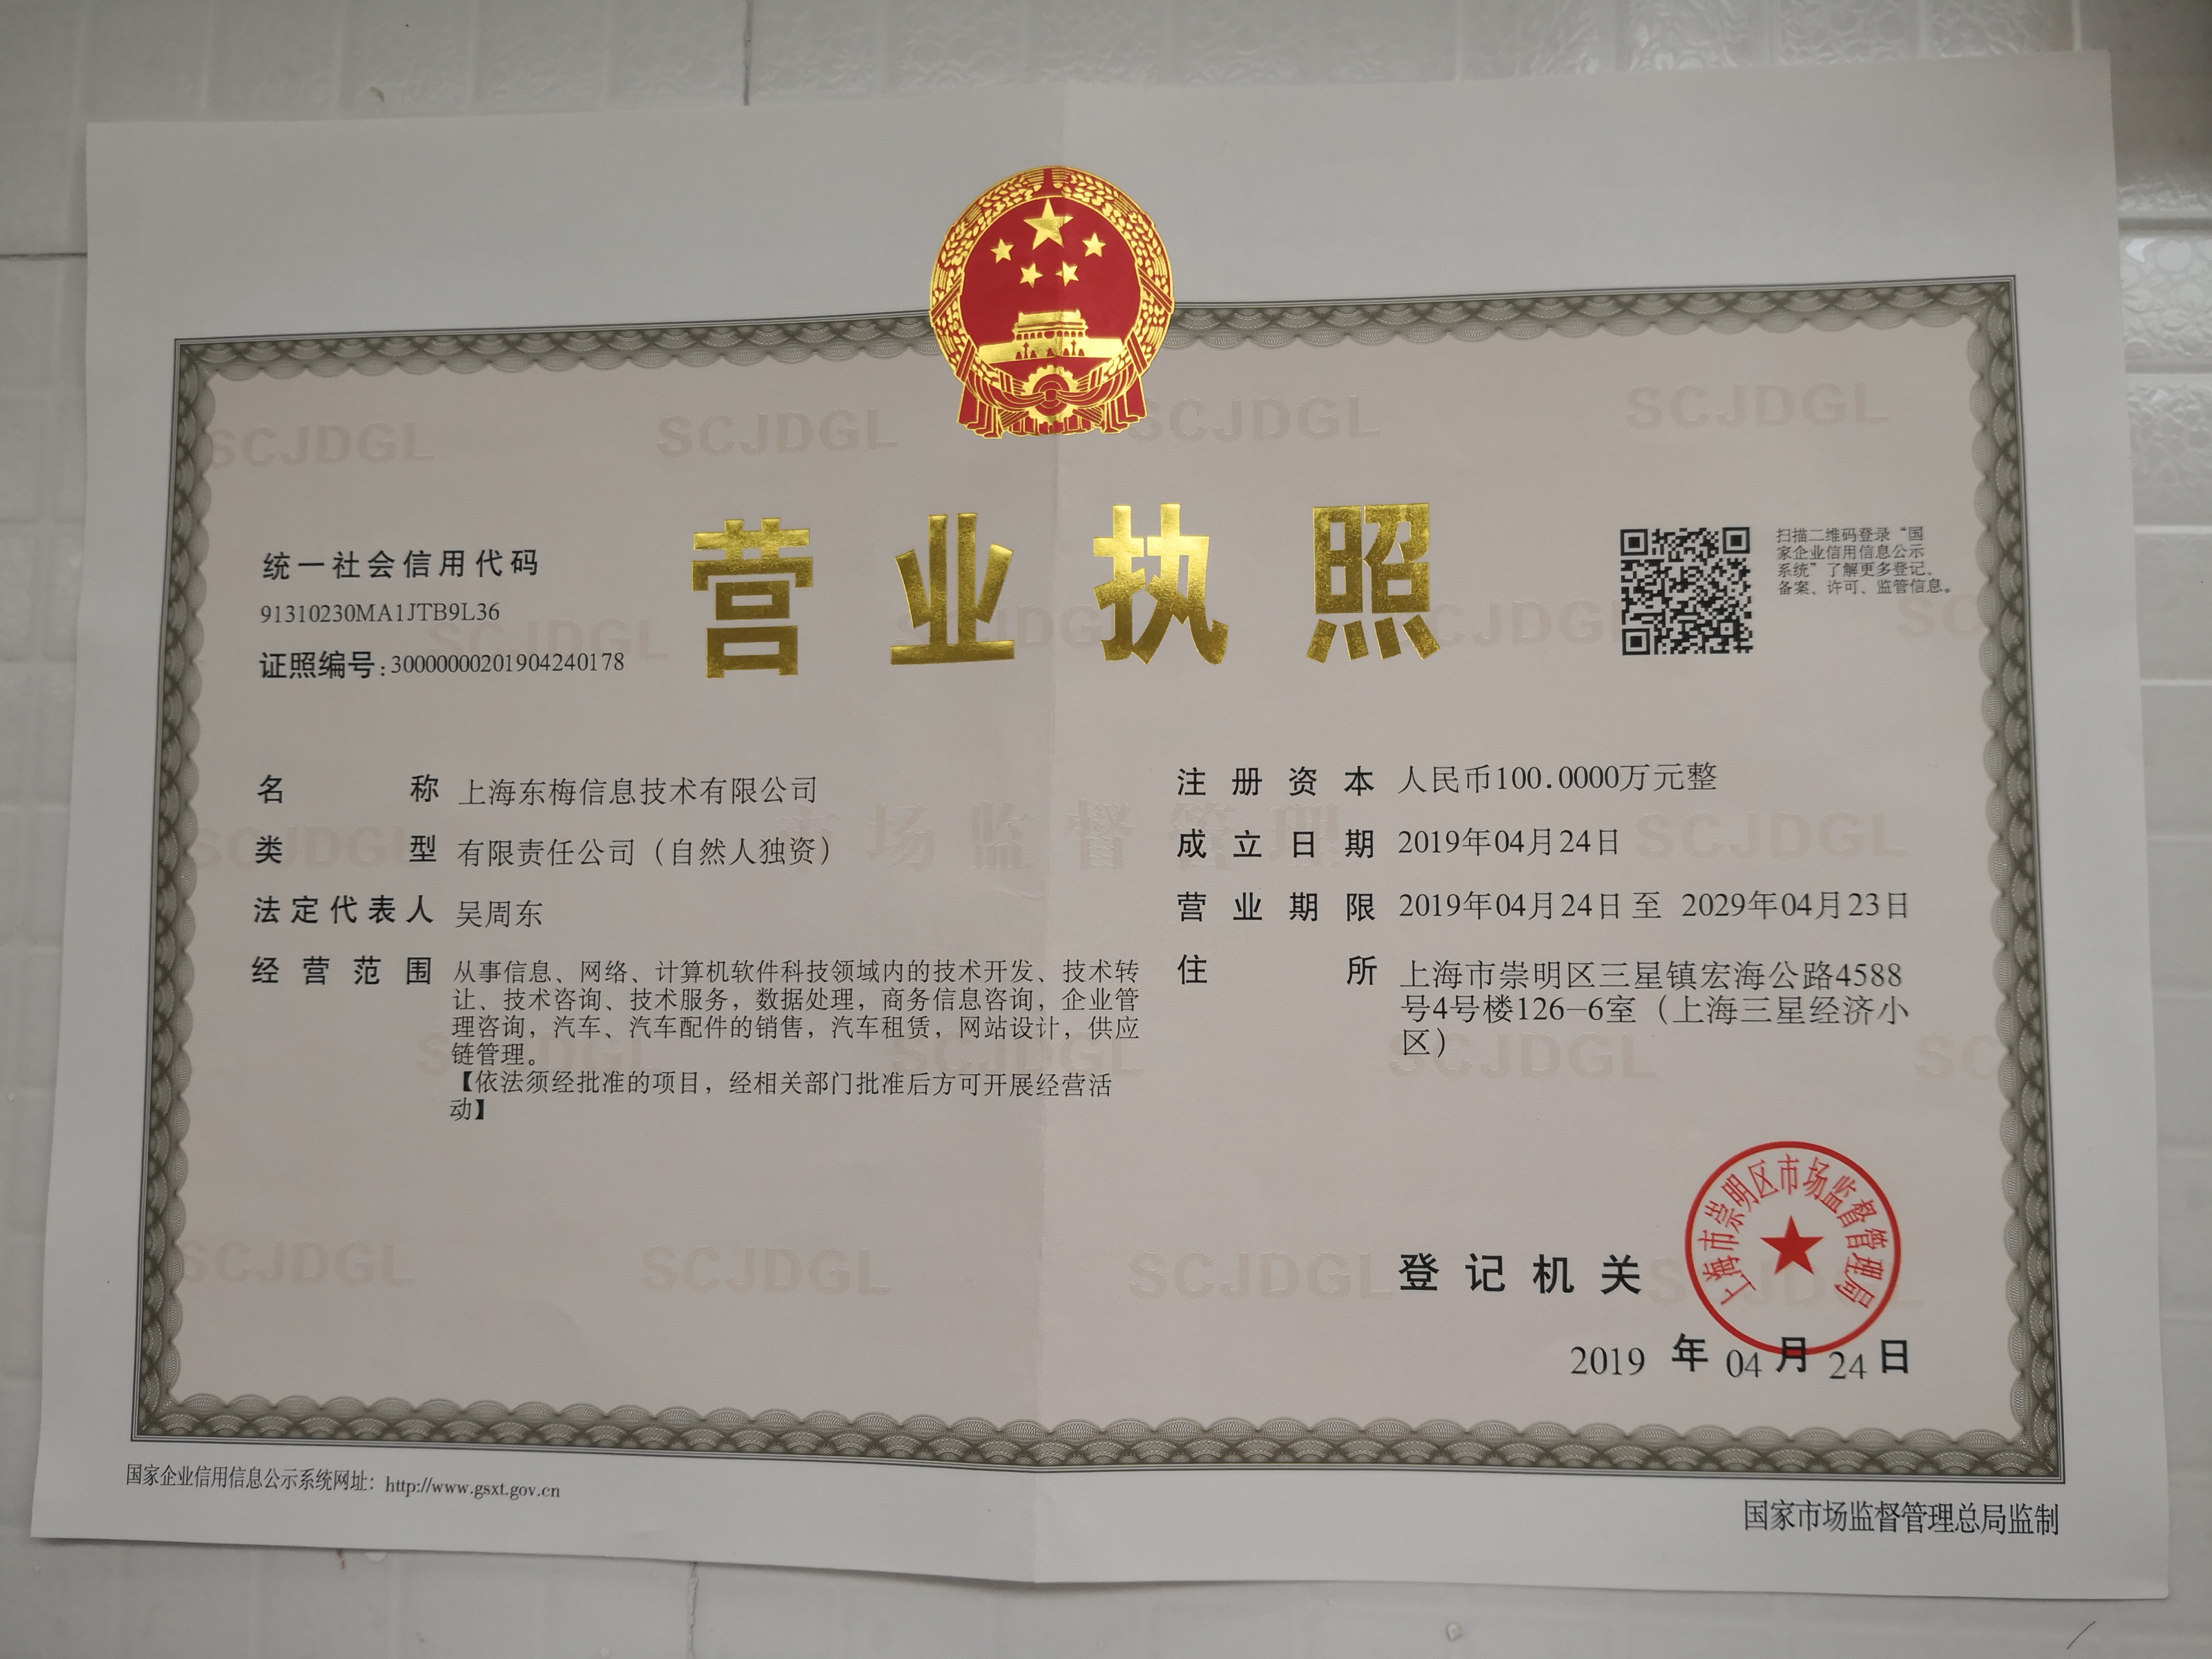 营业执照
统一社会信用代码
91310230MA1JTB9L36
证照编号:30000000201904240178
扫描二维码登录“国
家企业信用信息公示
系统”了解更多登记、
备案、许可、监管信息。
名称 上海东梅信息技术有限公司
类型 有限责任公司（自然人独资）
法定代表人 吴周东
经营范围 从事信息、网络、计算机软件科技领域内的技术开发、技术转
让、技术咨询、技术服务，数据处理，商务信息咨询，企业管
理咨询，汽车、汽车配件的销售，汽车租赁，网站设计，供应
链管理。
【依法须经批准的项目，经相关部门批准后方可开展经营活
动】
注册资本 人民币100.0000万元整
成立日期 2019年04月24日
营业期限 2019年04月24日 至 2029年04月23日
住所 上海市崇明区三星镇宏海公路4588
号4号楼126-6室（上海三星经济小
区）
登记机关
上海市崇明区市场监督管理局
2019 年 04 月 24 日
国家企业信用信息公示系统网址：http://www.gsxt.gov.cn
国家市场监督管理总局监制
SCJDGL
SCJDGL
SCJDGL
SCJDGL
市场监督管理